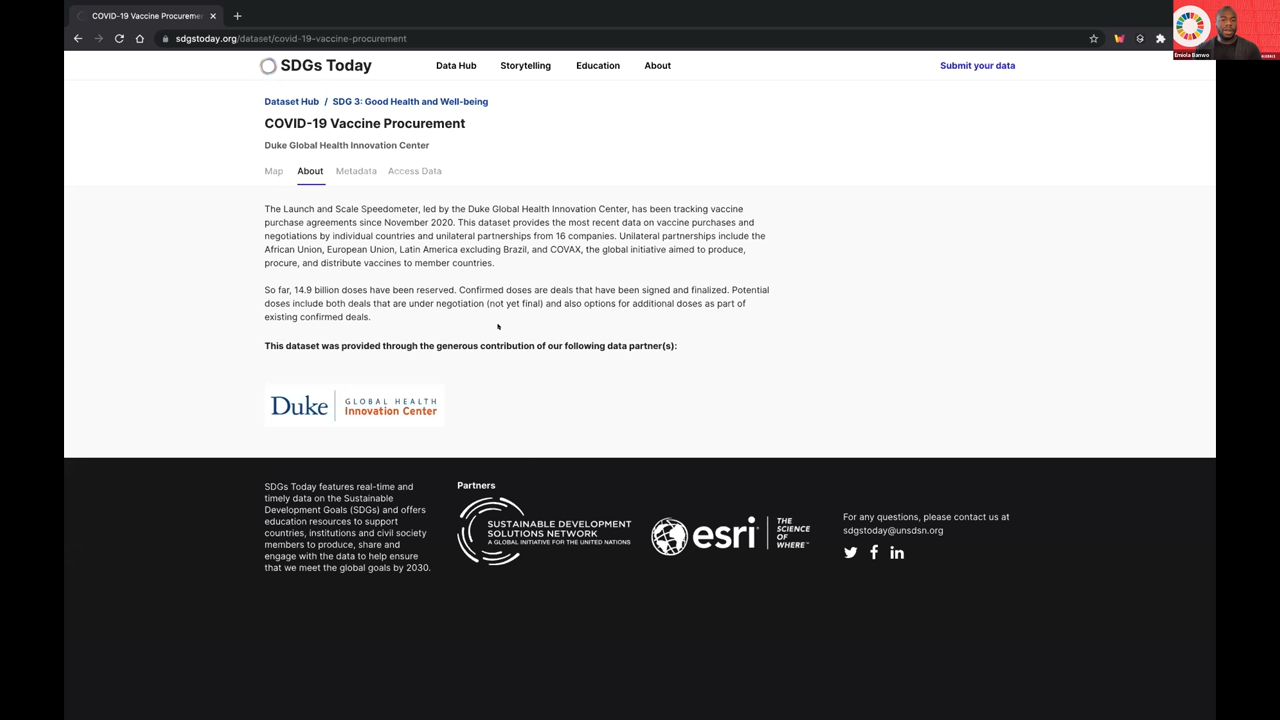 COVID-19 Vaccine Procuremen
sdgstoday.org/dataset/covid-19-vaccine-procurement
Emiola Banwo
SDGs Today
Data Hub
Storytelling
Education
About
Submit your data
Dataset Hub / SDG 3: Good Health and Well-being
COVID-19 Vaccine Procurement
Duke Global Health Innovation Center
Map
About
Metadata
Access Data
The Launch and Scale Speedometer, led by the Duke Global Health Innovation Center, has been tracking vaccine
purchase agreements since November 2020. This dataset provides the most recent data on vaccine purchases and
negotiations by individual countries and unilateral partnerships from 16 companies. Unilateral partnerships include the
African Union, European Union, Latin America excluding Brazil, and COVAX, the global initiative aimed to produce,
procure, and distribute vaccines to member countries.
So far, 14.9 billion doses have been reserved. Confirmed doses are deals that have been signed and finalized. Potential
doses include both deals that are under negotiation (not yet final) and also options for additional doses as part of
existing confirmed deals.
This dataset was provided through the generous contribution of our following data partner(s):
Duke
GLOBAL HEALTH
Innovation Center
SDGs Today features real-time and
timely data on the Sustainable
Development Goals (SDGs) and offers
education resources to support
countries, institutions and civil society
members to produce, share and
engage with the data to help ensure
that we meet the global goals by 2030.
Partners
SUSTAINABLE DEVELOPMENT
SOLUTIONS NETWORK
A GLOBAL INITIATIVE FOR THE UNITED NATIONS
esri
THE
SCIENCE
OF
WHERE™
For any questions, please contact us at
sdgstoday@unsdsn.org